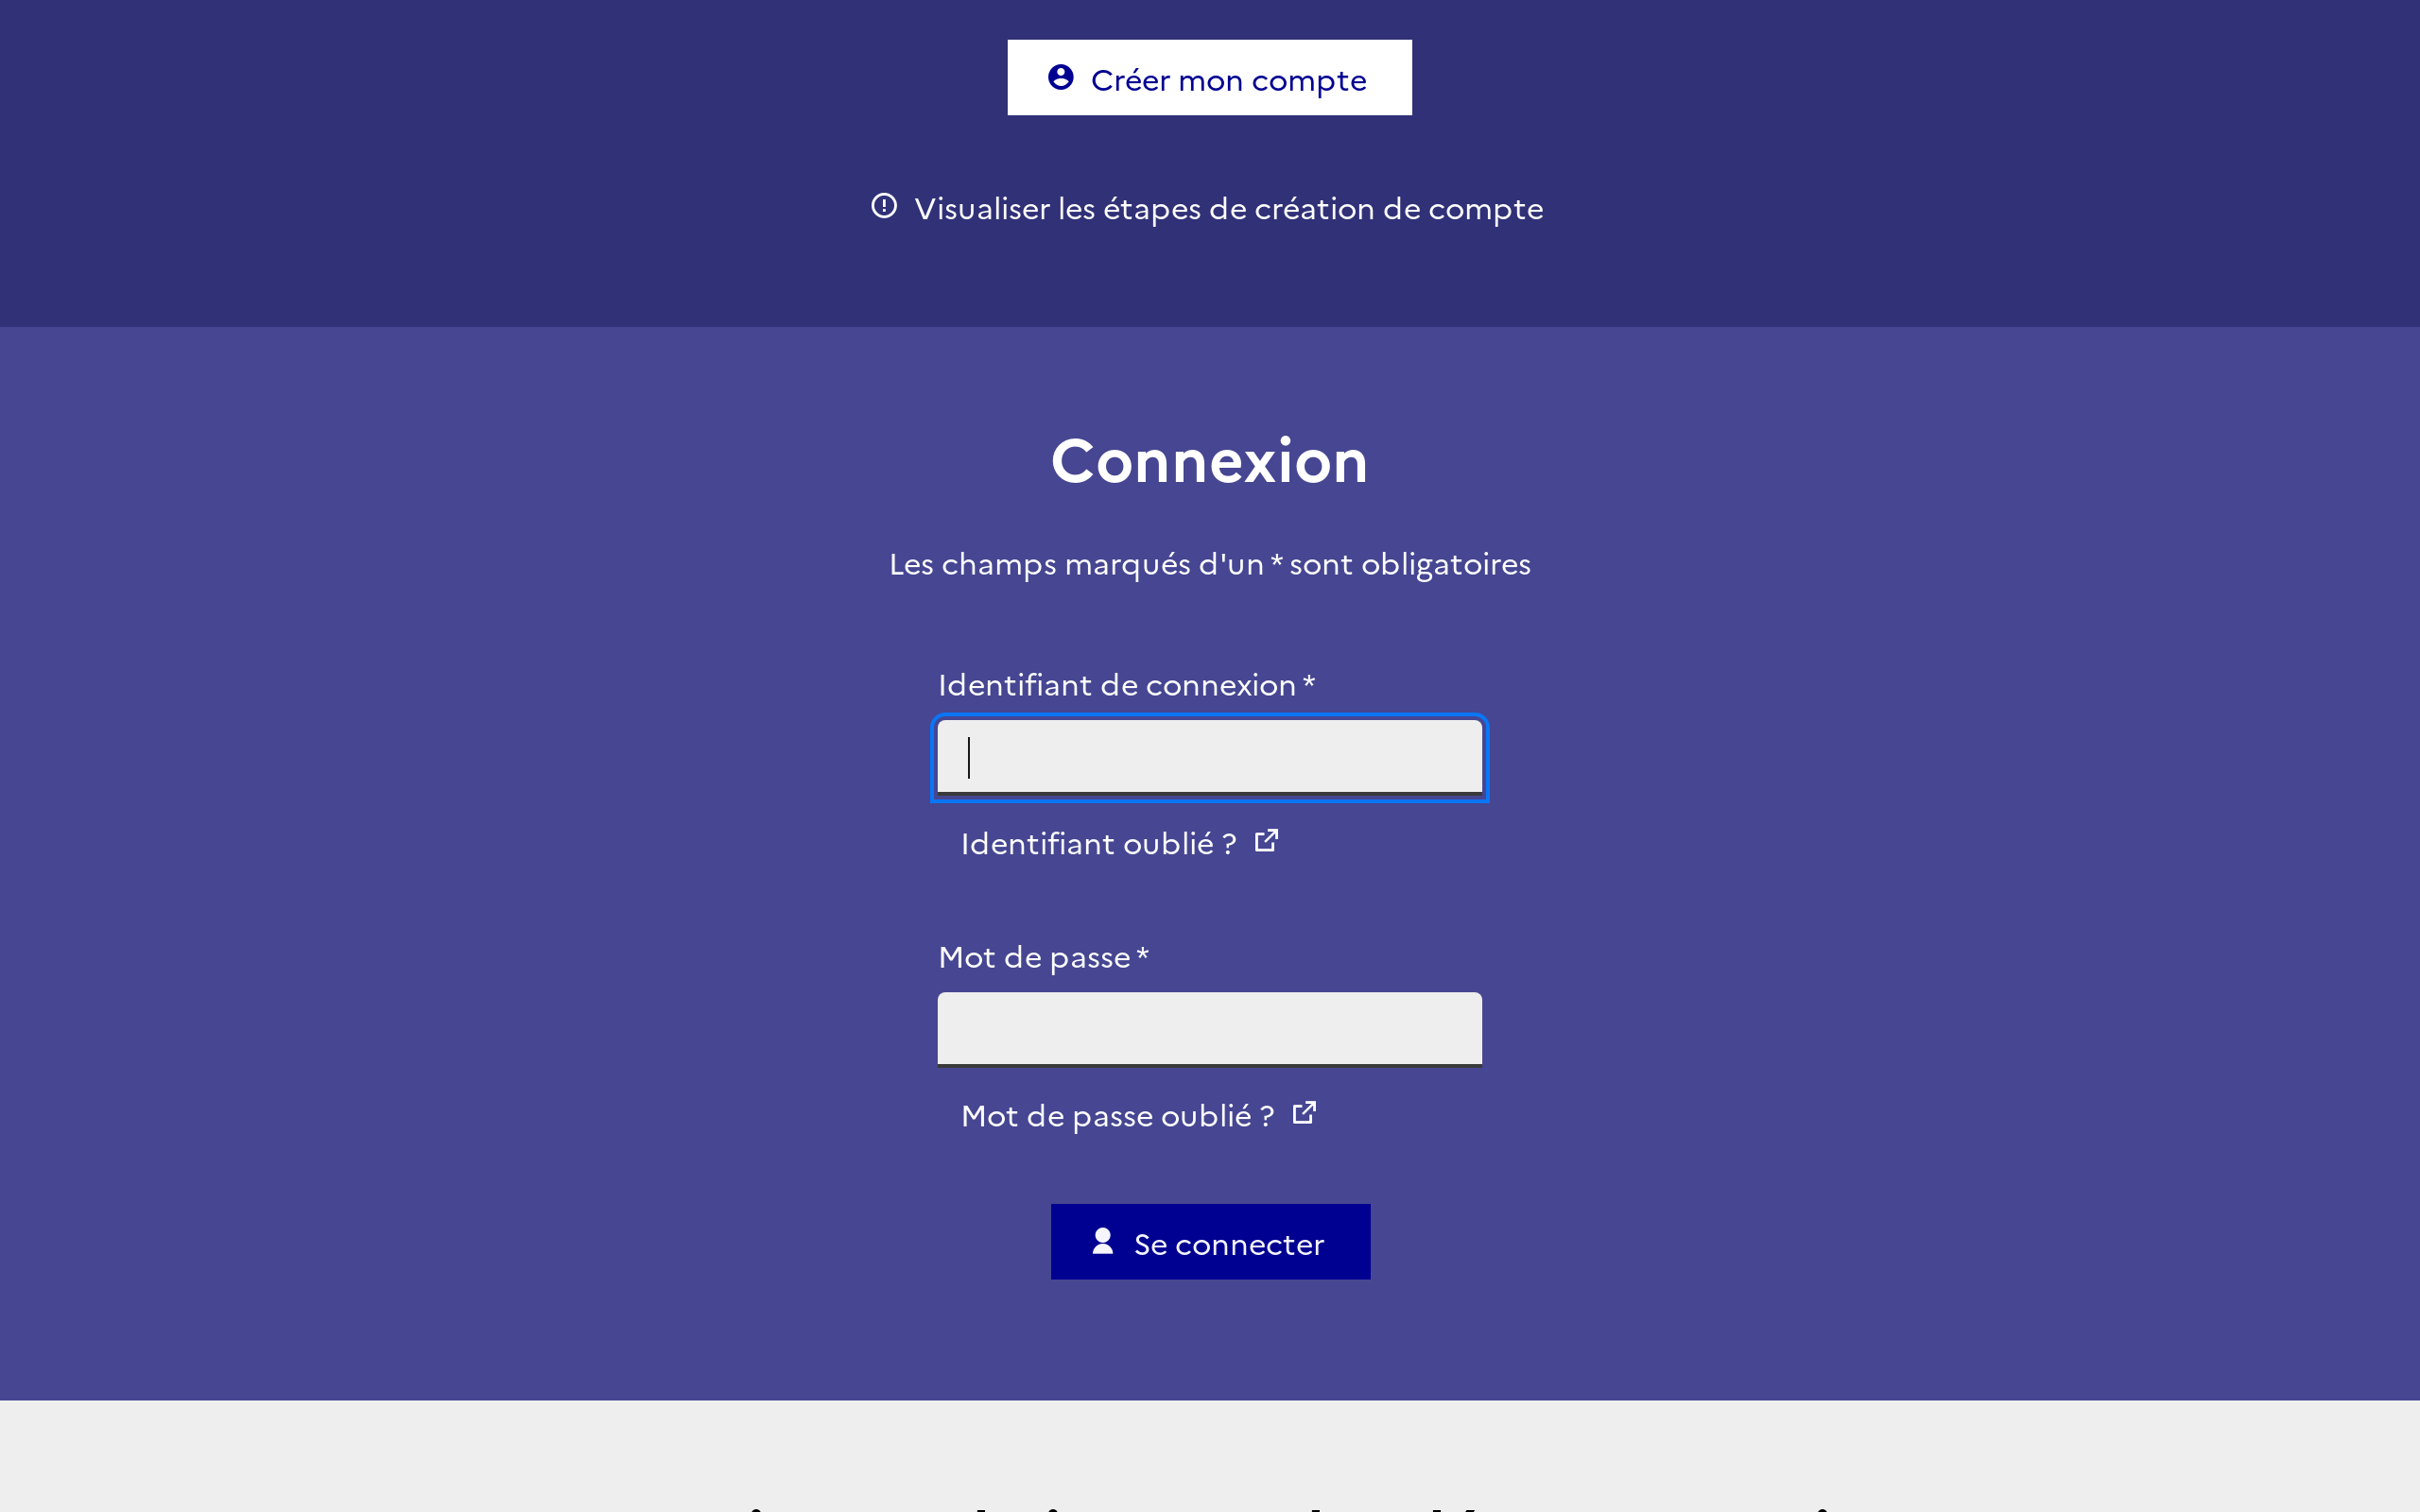 Créer mon compte
Visualiser les étapes de création de compte
Connexion
Les champs marqués d'un * sont obligatoires
Identifiant de connexion *
Identifiant oublié ?
Mot de passe *
Mot de passe oublié ?
Se connecter